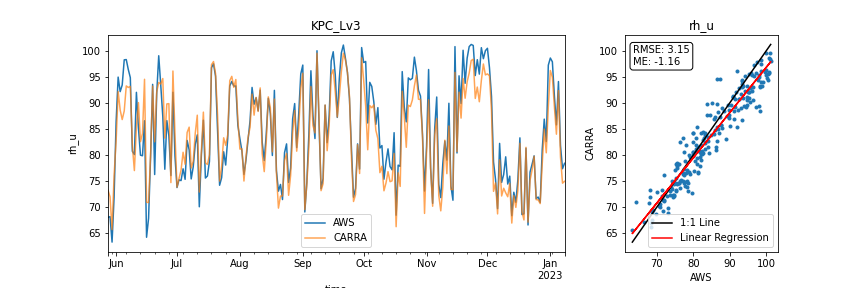 KPC_Lv3
rh_u
100
95
90
85
80
75
70
65
rh_u
AWS
CARRA
Jun
Jul
Aug
Sep
Oct
Nov
Dec
Jan
2023
time
rh_u
RMSE: 3.15
ME: -1.16
100
95
90
85
80
75
70
65
CARRA
1:1 Line
Linear Regression
70
80
90
100
AWS